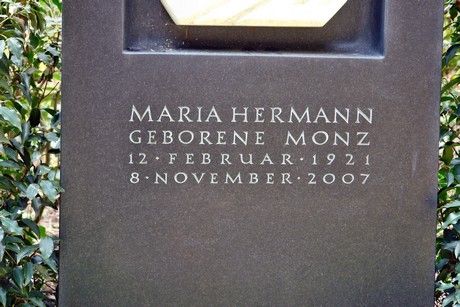 MARIA HERMANN
GEBORENE MONZ
12 · FEBRUAR · 1921
8 · NOVEMBER · 2007